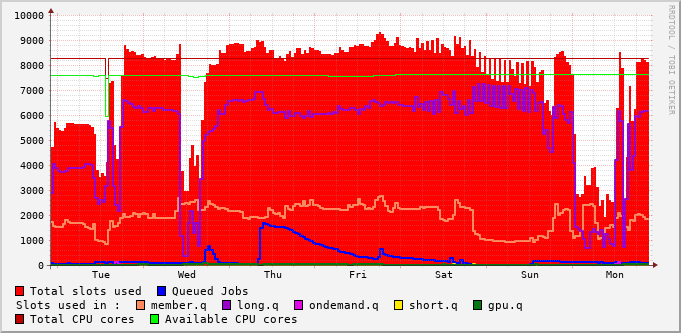 10000
9000
8000
7000
6000
5000
4000
3000
2000
1000
0
Tue Wed Thu Fri Sat Sun Mon
RRDTOOL / TOBI OETIKER
Total slots used Queued Jobs
Slots used in : member.q long.q ondemand.q short.q gpu.q
Total CPU cores Available CPU cores